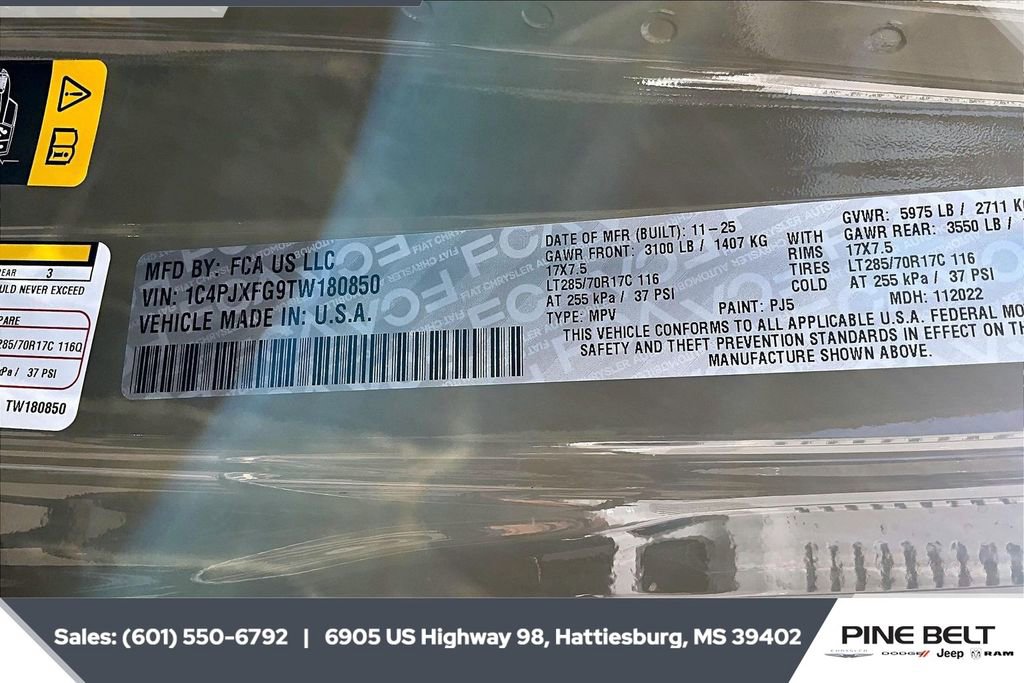 EAR 3
ULD NEVER EXCEED
PARE
285/70R17C 116Q
kPa / 37 PSI
TW180850
MFD BY: FCA US LLC
VIN: 1C4PJXFG9TW180850
VEHICLE MADE IN: U.S.A.
DATE OF MFR (BUILT): 11-25
GAWR FRONT: 3100 LB / 1407 KG
17X7.5
LT285/70R17C 116
AT 255 kPa / 37 PSI
TYPE: MPV
WITH
RIMS
TIRES
COLD
GVWR: 5975 LB / 2711 K
GAWR REAR: 3550 LB /
17X7.5
LT285/70R17C 116
AT 255 kPa / 37 PSI
PAINT: PJ5
MDH: 112022
THIS VEHICLE CONFORMS TO ALL APPLICABLE U.S.A. FEDERAL MO
SAFETY AND THEFT PREVENTION STANDARDS IN EFFECT ON TH
MANUFACTURE SHOWN ABOVE.
Sales: (601) 550-6792 | 6905 US Highway 98, Hattiesburg, MS 39402
PINE BELT
CHRYSLER DODGE Jeep RAM